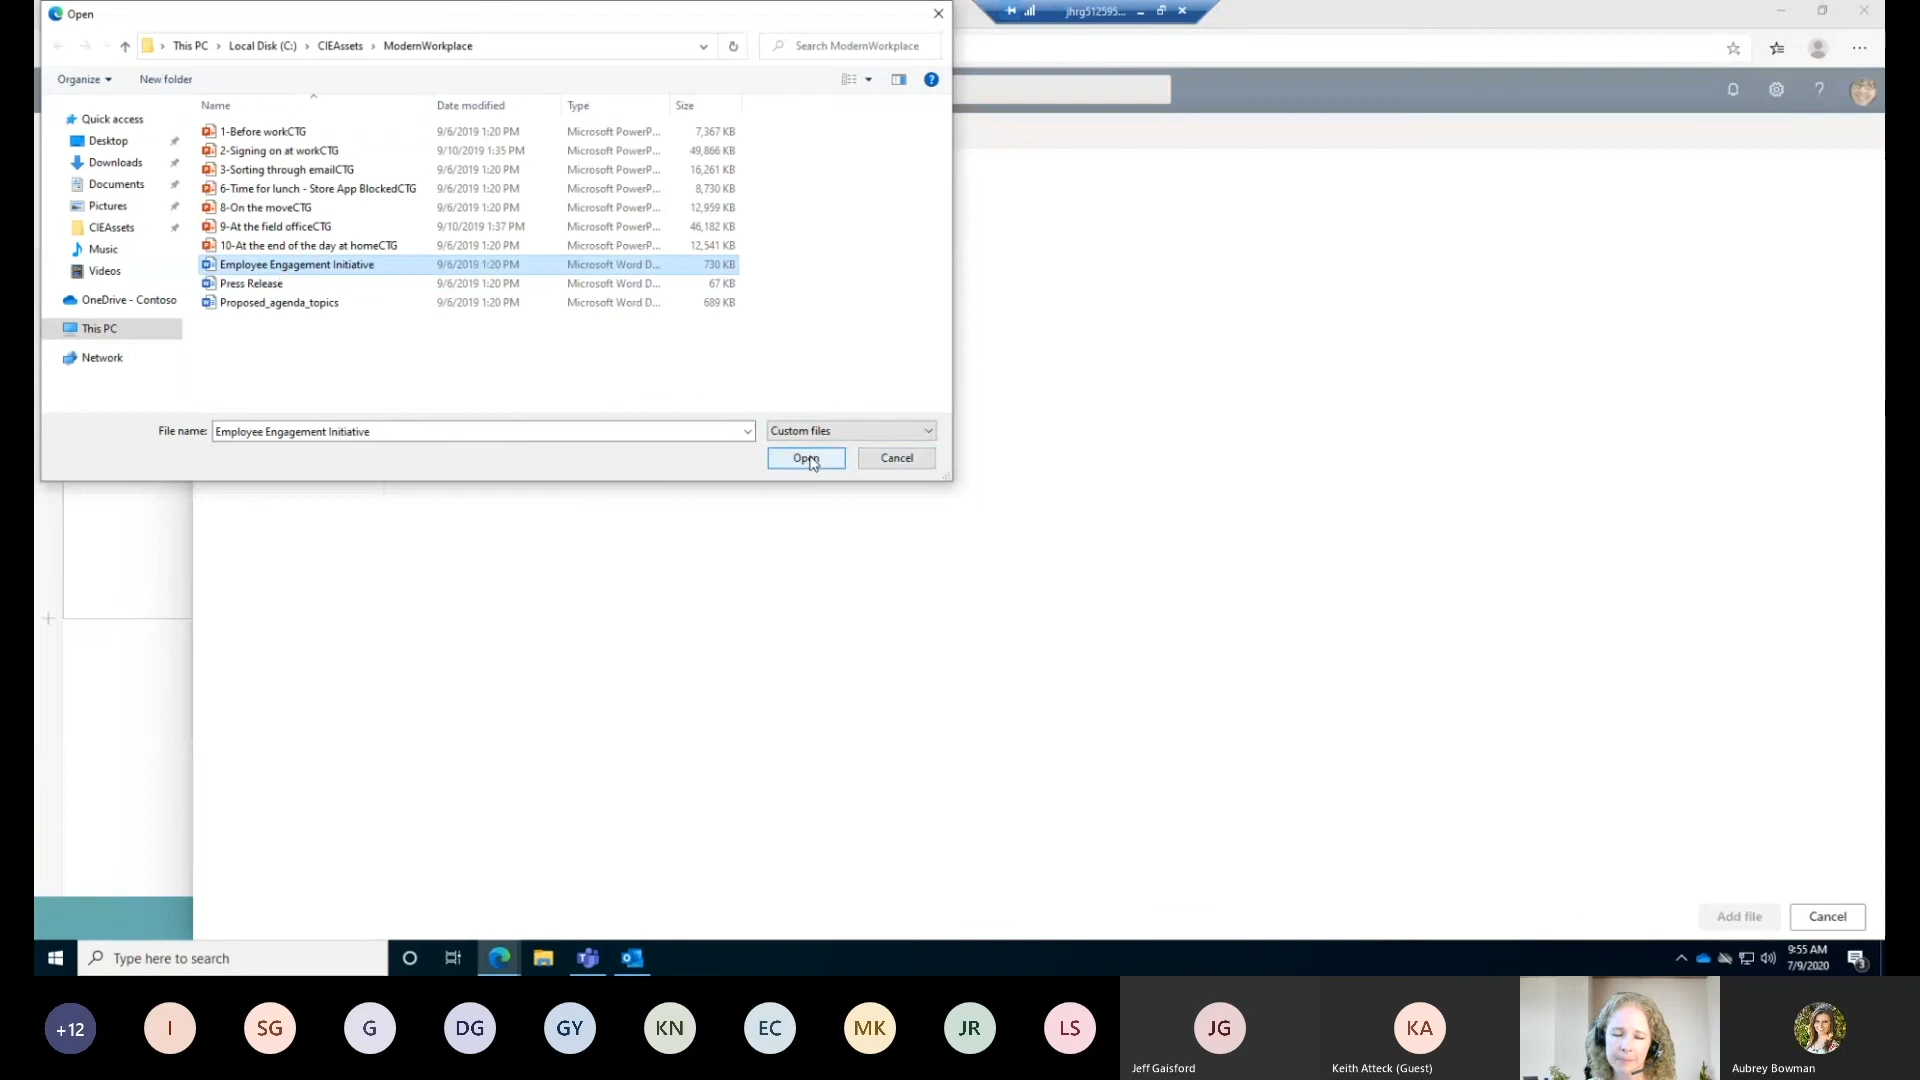 Open
jhrg512595...
This PC > Local Disk (C:) > CIEAssets > ModernWorkplace
Search ModernWorkplace
Organize
New folder
?
?
Name
Date modified
Type
Size
Quick access
Desktop
Downloads
Documents
Pictures
CIEAssets
Music
Videos
OneDrive - Contoso
This PC
Network
1-Before workCTG 9/6/2019 1:20 PM Microsoft PowerP... 7,367 KB
2-Signing on at workCTG 9/10/2019 1:35 PM Microsoft PowerP... 49,866 KB
3-Sorting through emailCTG 9/6/2019 1:20 PM Microsoft PowerP... 16,261 KB
6-Time for lunch - Store App BlockedCTG 9/6/2019 1:20 PM Microsoft PowerP... 8,730 KB
8-On the moveCTG 9/6/2019 1:20 PM Microsoft PowerP... 12,959 KB
9-At the field officeCTG 9/10/2019 1:37 PM Microsoft PowerP... 46,182 KB
10-At the end of the day at homeCTG 9/6/2019 1:20 PM Microsoft PowerP... 12,541 KB
Employee Engagement Initiative 9/6/2019 1:20 PM Microsoft Word D... 730 KB
Press Release 9/6/2019 1:20 PM Microsoft Word D... 67 KB
Proposed_agenda_topics 9/6/2019 1:20 PM Microsoft Word D... 689 KB
File name: Employee Engagement Initiative
Custom files
Open
Cancel
Add file
Cancel
Type here to search
9:55 AM
7/9/2020
3
+12
I
SG
G
DG
GY
KN
EC
MK
JR
LS
JG
KA
Jeff Gaisford
Keith Atteck (Guest)
Aubrey Bowman